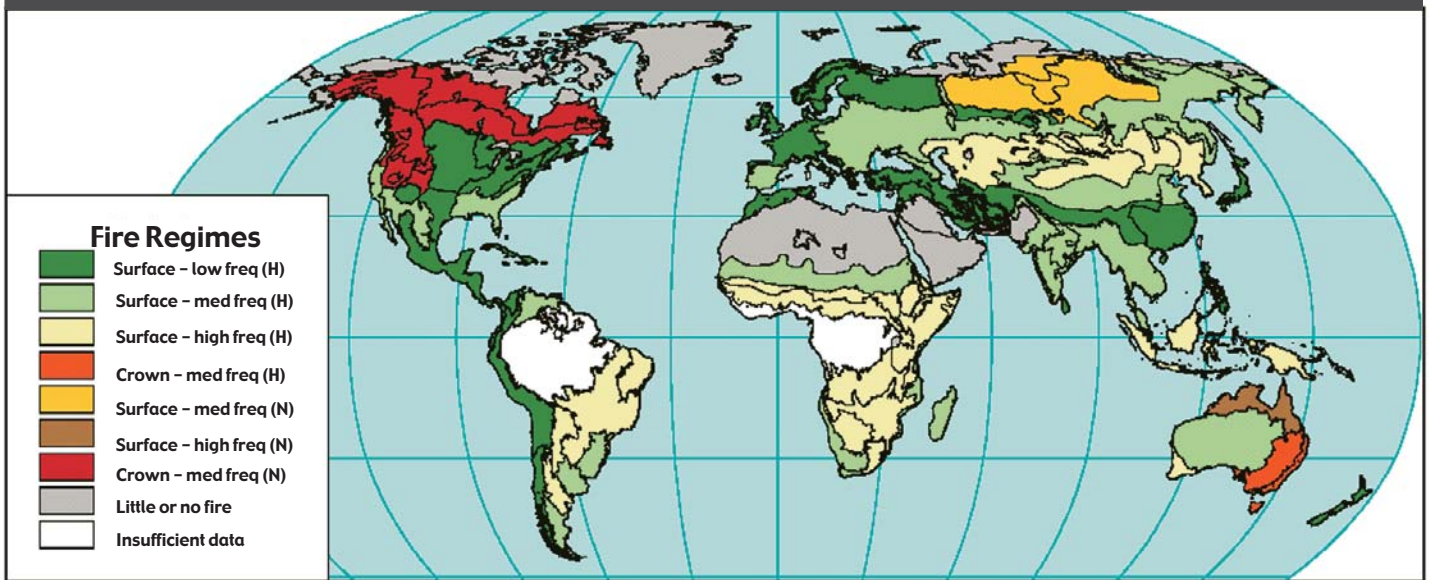 Fire Regimes
Surface – low freq (H)
Surface – med freq (H)
Surface – high freq (H)
Crown – med freq (H)
Surface – med freq (N)
Surface – high freq (N)
Crown – med freq (N)
Little or no fire
Insufficient data